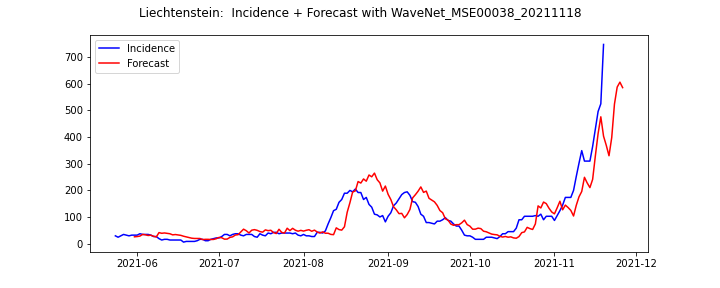 Liechtenstein:  Incidence + Forecast with WaveNet_MSE00038_20211118
Incidence
Forecast
700
600
500
400
300
200
100
0
2021-06 2021-07 2021-08 2021-09 2021-10 2021-11 2021-12